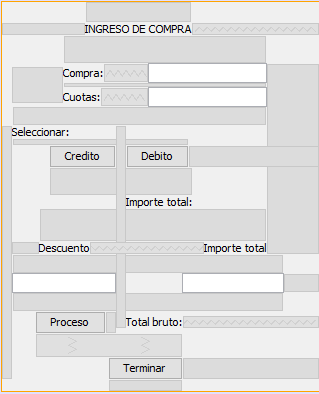 INGRESO DE COMPRA
Compra:
Cuotas:
Seleccionar:
Credito Debito
Importe total:
Descuento Importe total
Proceso Total bruto:
Terminar